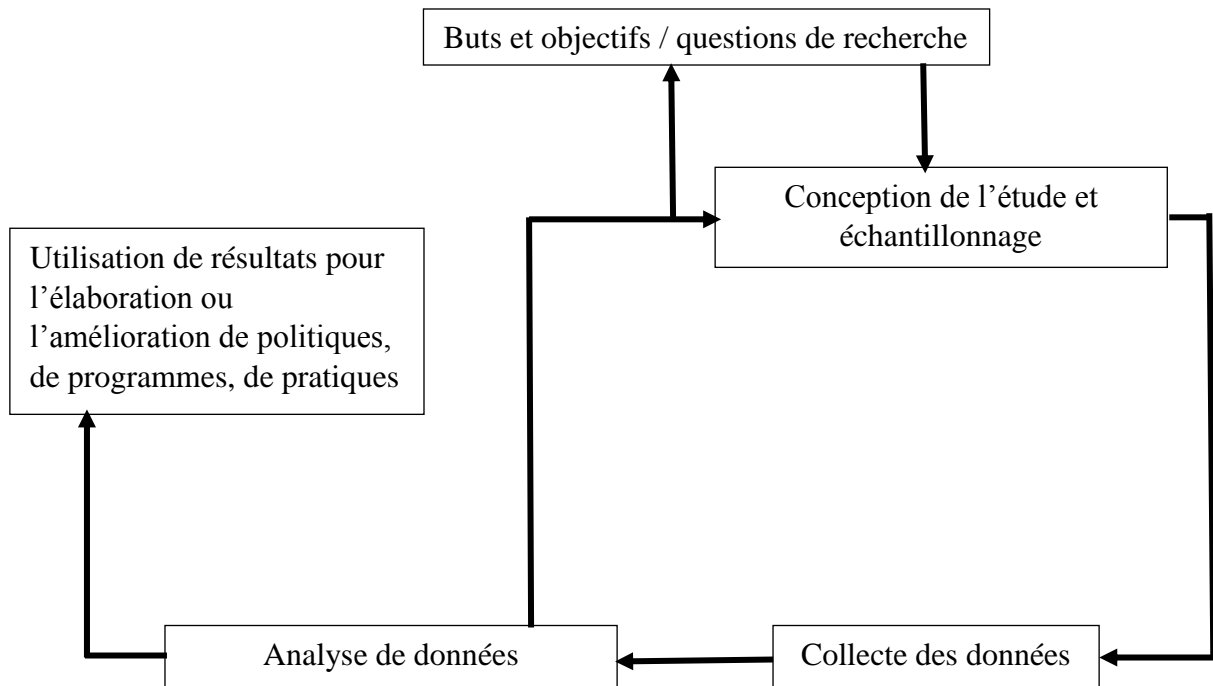 Buts et objectifs / questions de recherche
Conception de l’étude et
échantillonnage
Utilisation de résultats pour
l’élaboration ou
l’amélioration de politiques,
de programmes, de pratiques
Analyse de données
Collecte des données